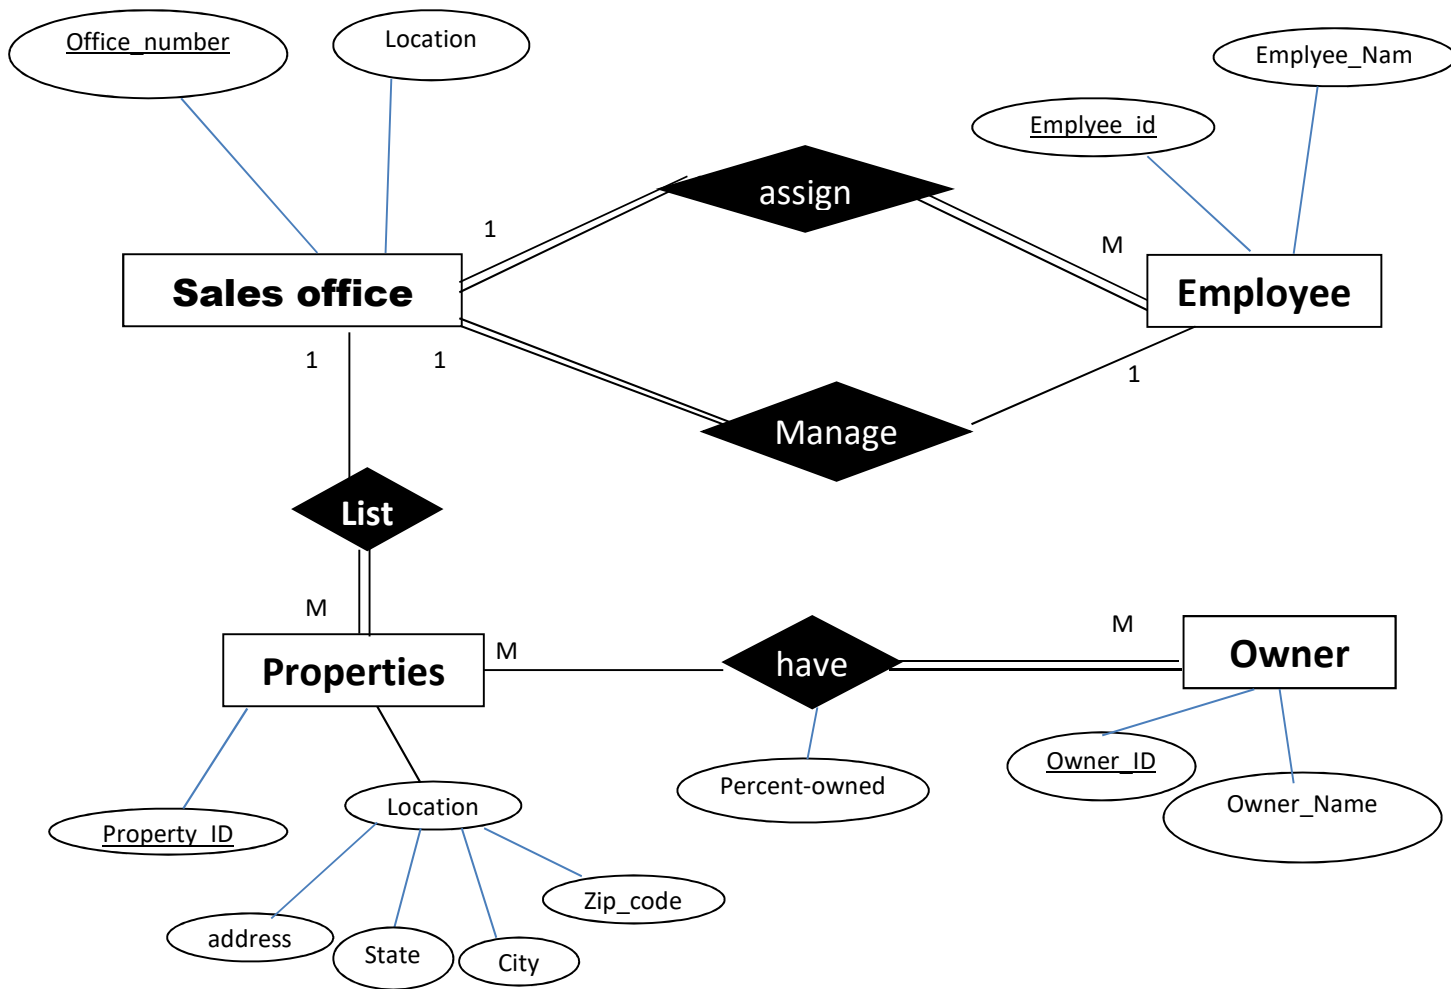 Office_number
Location
Emplyee_Nam
Emplyee_id
assign
1
M
Sales office
Employee
1
1
1
Manage
List
M
M
M
Properties
have
Owner
Percent-owned
Owner_ID
Owner_Name
Location
Property_ID
Zip_code
address
State
City